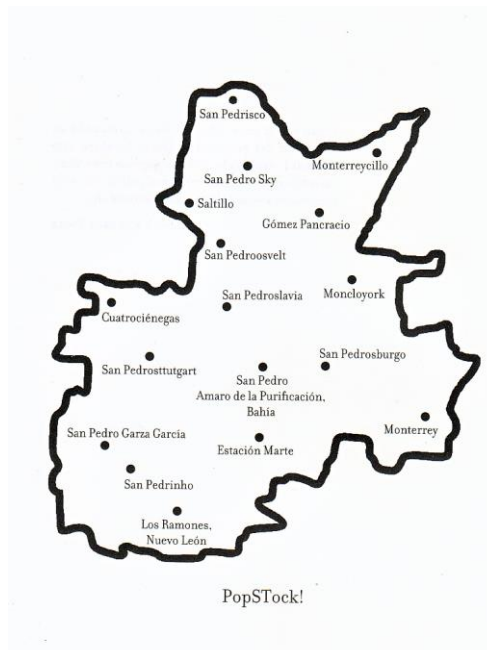 San Pedrisco
Monterreycillo
San Pedro Sky
Saltillo
Gómez Pancracio
San Pedroosvelt
Moncloyork
San Pedroslavia
Cuatrociénegas
San Pedrosburgo
San Pedrosttutgart
San Pedro
Amaro de la Purificación,
Bahía
Monterrey
San Pedro Garza García
Estación Marte
San Pedrinho
Los Ramones,
Nuevo León
PopSTock!